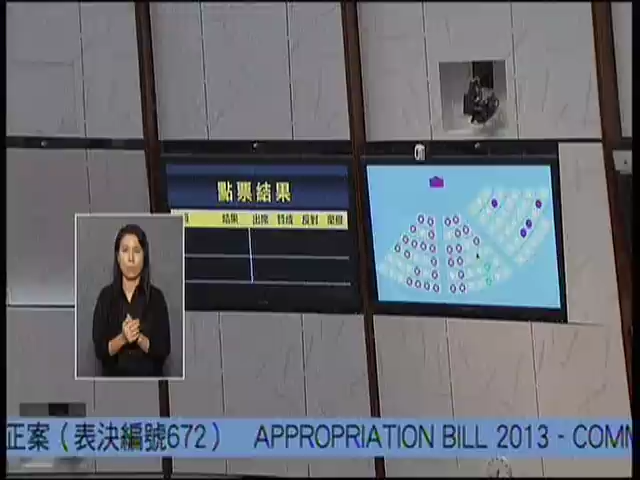 點票結果
結果 出席 贊成 反對 棄權
正案（表決編號672） APPROPRIATION BILL 2013 - COMM